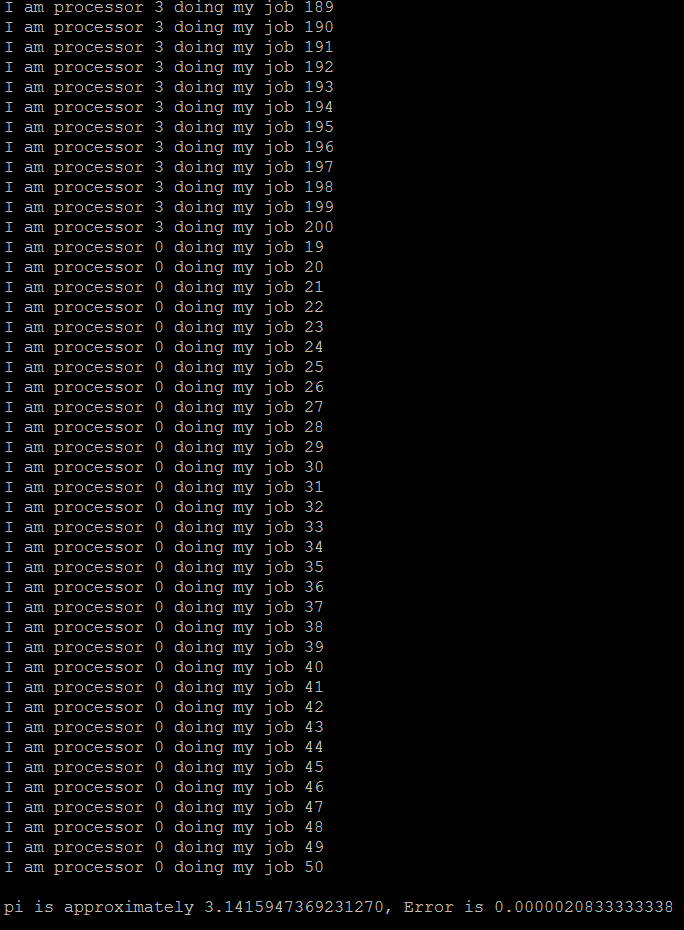 I am processor 3 doing my job 189
I am processor 3 doing my job 190
I am processor 3 doing my job 191
I am processor 3 doing my job 192
I am processor 3 doing my job 193
I am processor 3 doing my job 194
I am processor 3 doing my job 195
I am processor 3 doing my job 196
I am processor 3 doing my job 197
I am processor 3 doing my job 198
I am processor 3 doing my job 199
I am processor 3 doing my job 200
I am processor 0 doing my job 19
I am processor 0 doing my job 20
I am processor 0 doing my job 21
I am processor 0 doing my job 22
I am processor 0 doing my job 23
I am processor 0 doing my job 24
I am processor 0 doing my job 25
I am processor 0 doing my job 26
I am processor 0 doing my job 27
I am processor 0 doing my job 28
I am processor 0 doing my job 29
I am processor 0 doing my job 30
I am processor 0 doing my job 31
I am processor 0 doing my job 32
I am processor 0 doing my job 33
I am processor 0 doing my job 34
I am processor 0 doing my job 35
I am processor 0 doing my job 36
I am processor 0 doing my job 37
I am processor 0 doing my job 38
I am processor 0 doing my job 39
I am processor 0 doing my job 40
I am processor 0 doing my job 41
I am processor 0 doing my job 42
I am processor 0 doing my job 43
I am processor 0 doing my job 44
I am processor 0 doing my job 45
I am processor 0 doing my job 46
I am processor 0 doing my job 47
I am processor 0 doing my job 48
I am processor 0 doing my job 49
I am processor 0 doing my job 50
pi is approximately 3.1415947369231270, Error is 0.0000020833333338